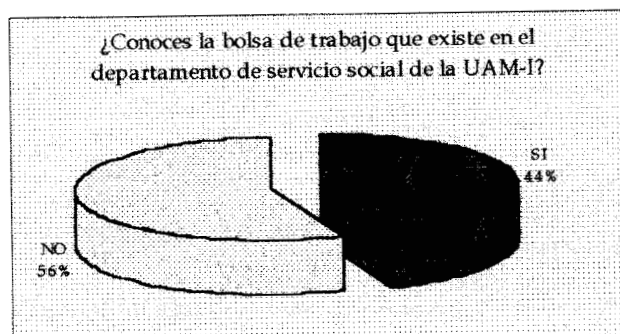 ¿Conoces la bolsa de trabajo que existe en el
departamento de servicio social de la UAM-I?
SI
44%
NO
56%